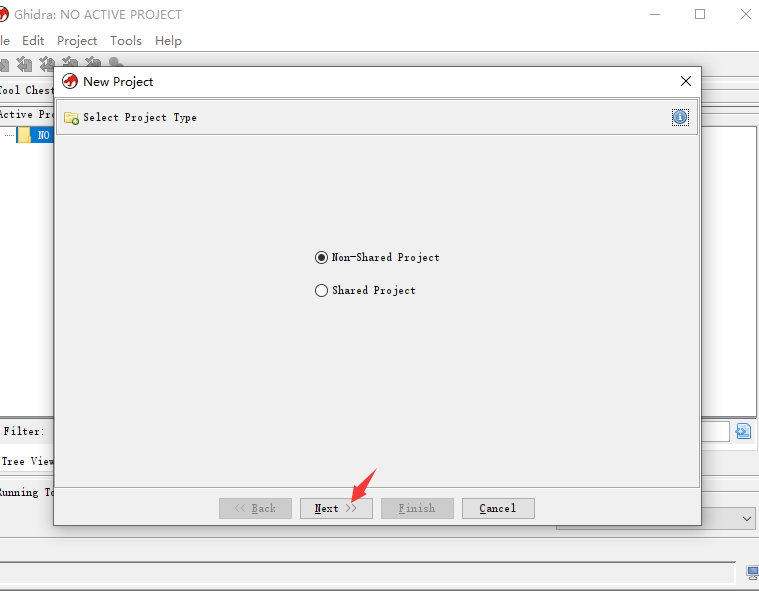 Ghidra: NO ACTIVE PROJECT
le Edit Project Tools Help
New Project
Tool Chest
Active Pro
Select Project Type
NO
Non-Shared Project
Shared Project
Filter:
Tree View
Running To
<< Back Next >> Finish Cancel